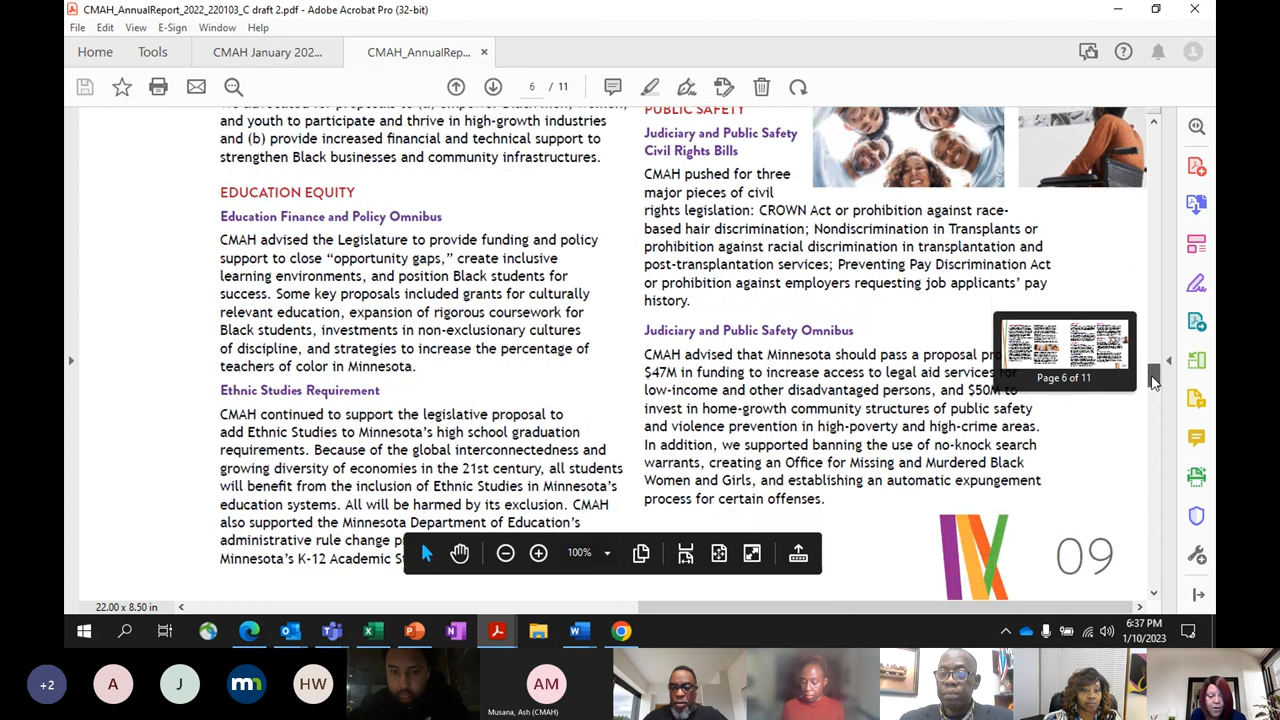 CMAH_AnnualReport_2022_220103_C draft 2.pdf - Adobe Acrobat Pro (32-bit)
File Edit View E-Sign Window Help
Home Tools CMAH January 202... CMAH_AnnualRep... ×
6 / 11
and youth to participate and thrive in high-growth industries
and (b) provide increased financial and technical support to
strengthen Black businesses and community infrastructures.
EDUCATION EQUITY
Education Finance and Policy Omnibus
CMAH advised the Legislature to provide funding and policy
support to close “opportunity gaps,” create inclusive
learning environments, and position Black students for
success. Some key proposals included grants for culturally
relevant education, expansion of rigorous coursework for
Black students, investments in non-exclusionary cultures
of discipline, and strategies to increase the percentage of
teachers of color in Minnesota.
Ethnic Studies Requirement
CMAH continued to support the legislative proposal to
add Ethnic Studies to Minnesota’s high school graduation
requirements. Because of the global interconnectedness and
growing diversity of economies in the 21st century, all students
will benefit from the inclusion of Ethnic Studies in Minnesota’s
education systems. All will be harmed by its exclusion. CMAH
also supported the Minnesota Department of Education’s
administrative rule change
Minnesota’s K-12 Academic
PUBLIC SAFETY
Judiciary and Public Safety
Civil Rights Bills
CMAH pushed for three
major pieces of civil
rights legislation: CROWN Act or prohibition against race-
based hair discrimination; Nondiscrimination in Transplants or
prohibition against racial discrimination in transplantation and
post-transplantation services; Preventing Pay Discrimination Act
or prohibition against employers requesting job applicants’ pay
history.
Judiciary and Public Safety Omnibus
CMAH advised that Minnesota should pass a proposal
$47M in funding to increase access to legal aid services for
low-income and other disadvantaged persons, and $50M to
invest in home-growth community structures of public safety
and violence prevention in high-poverty and high-crime areas.
In addition, we supported banning the use of no-knock search
warrants, creating an Office for Missing and Murdered Black
Women and Girls, and establishing an automatic expungement
process for certain offenses.
09
Page 6 of 11
100%
22.00 x 8.50 in
6:37 PM
1/10/2023
+2 A J mn HW AM
Musana, Ash (CMAH)